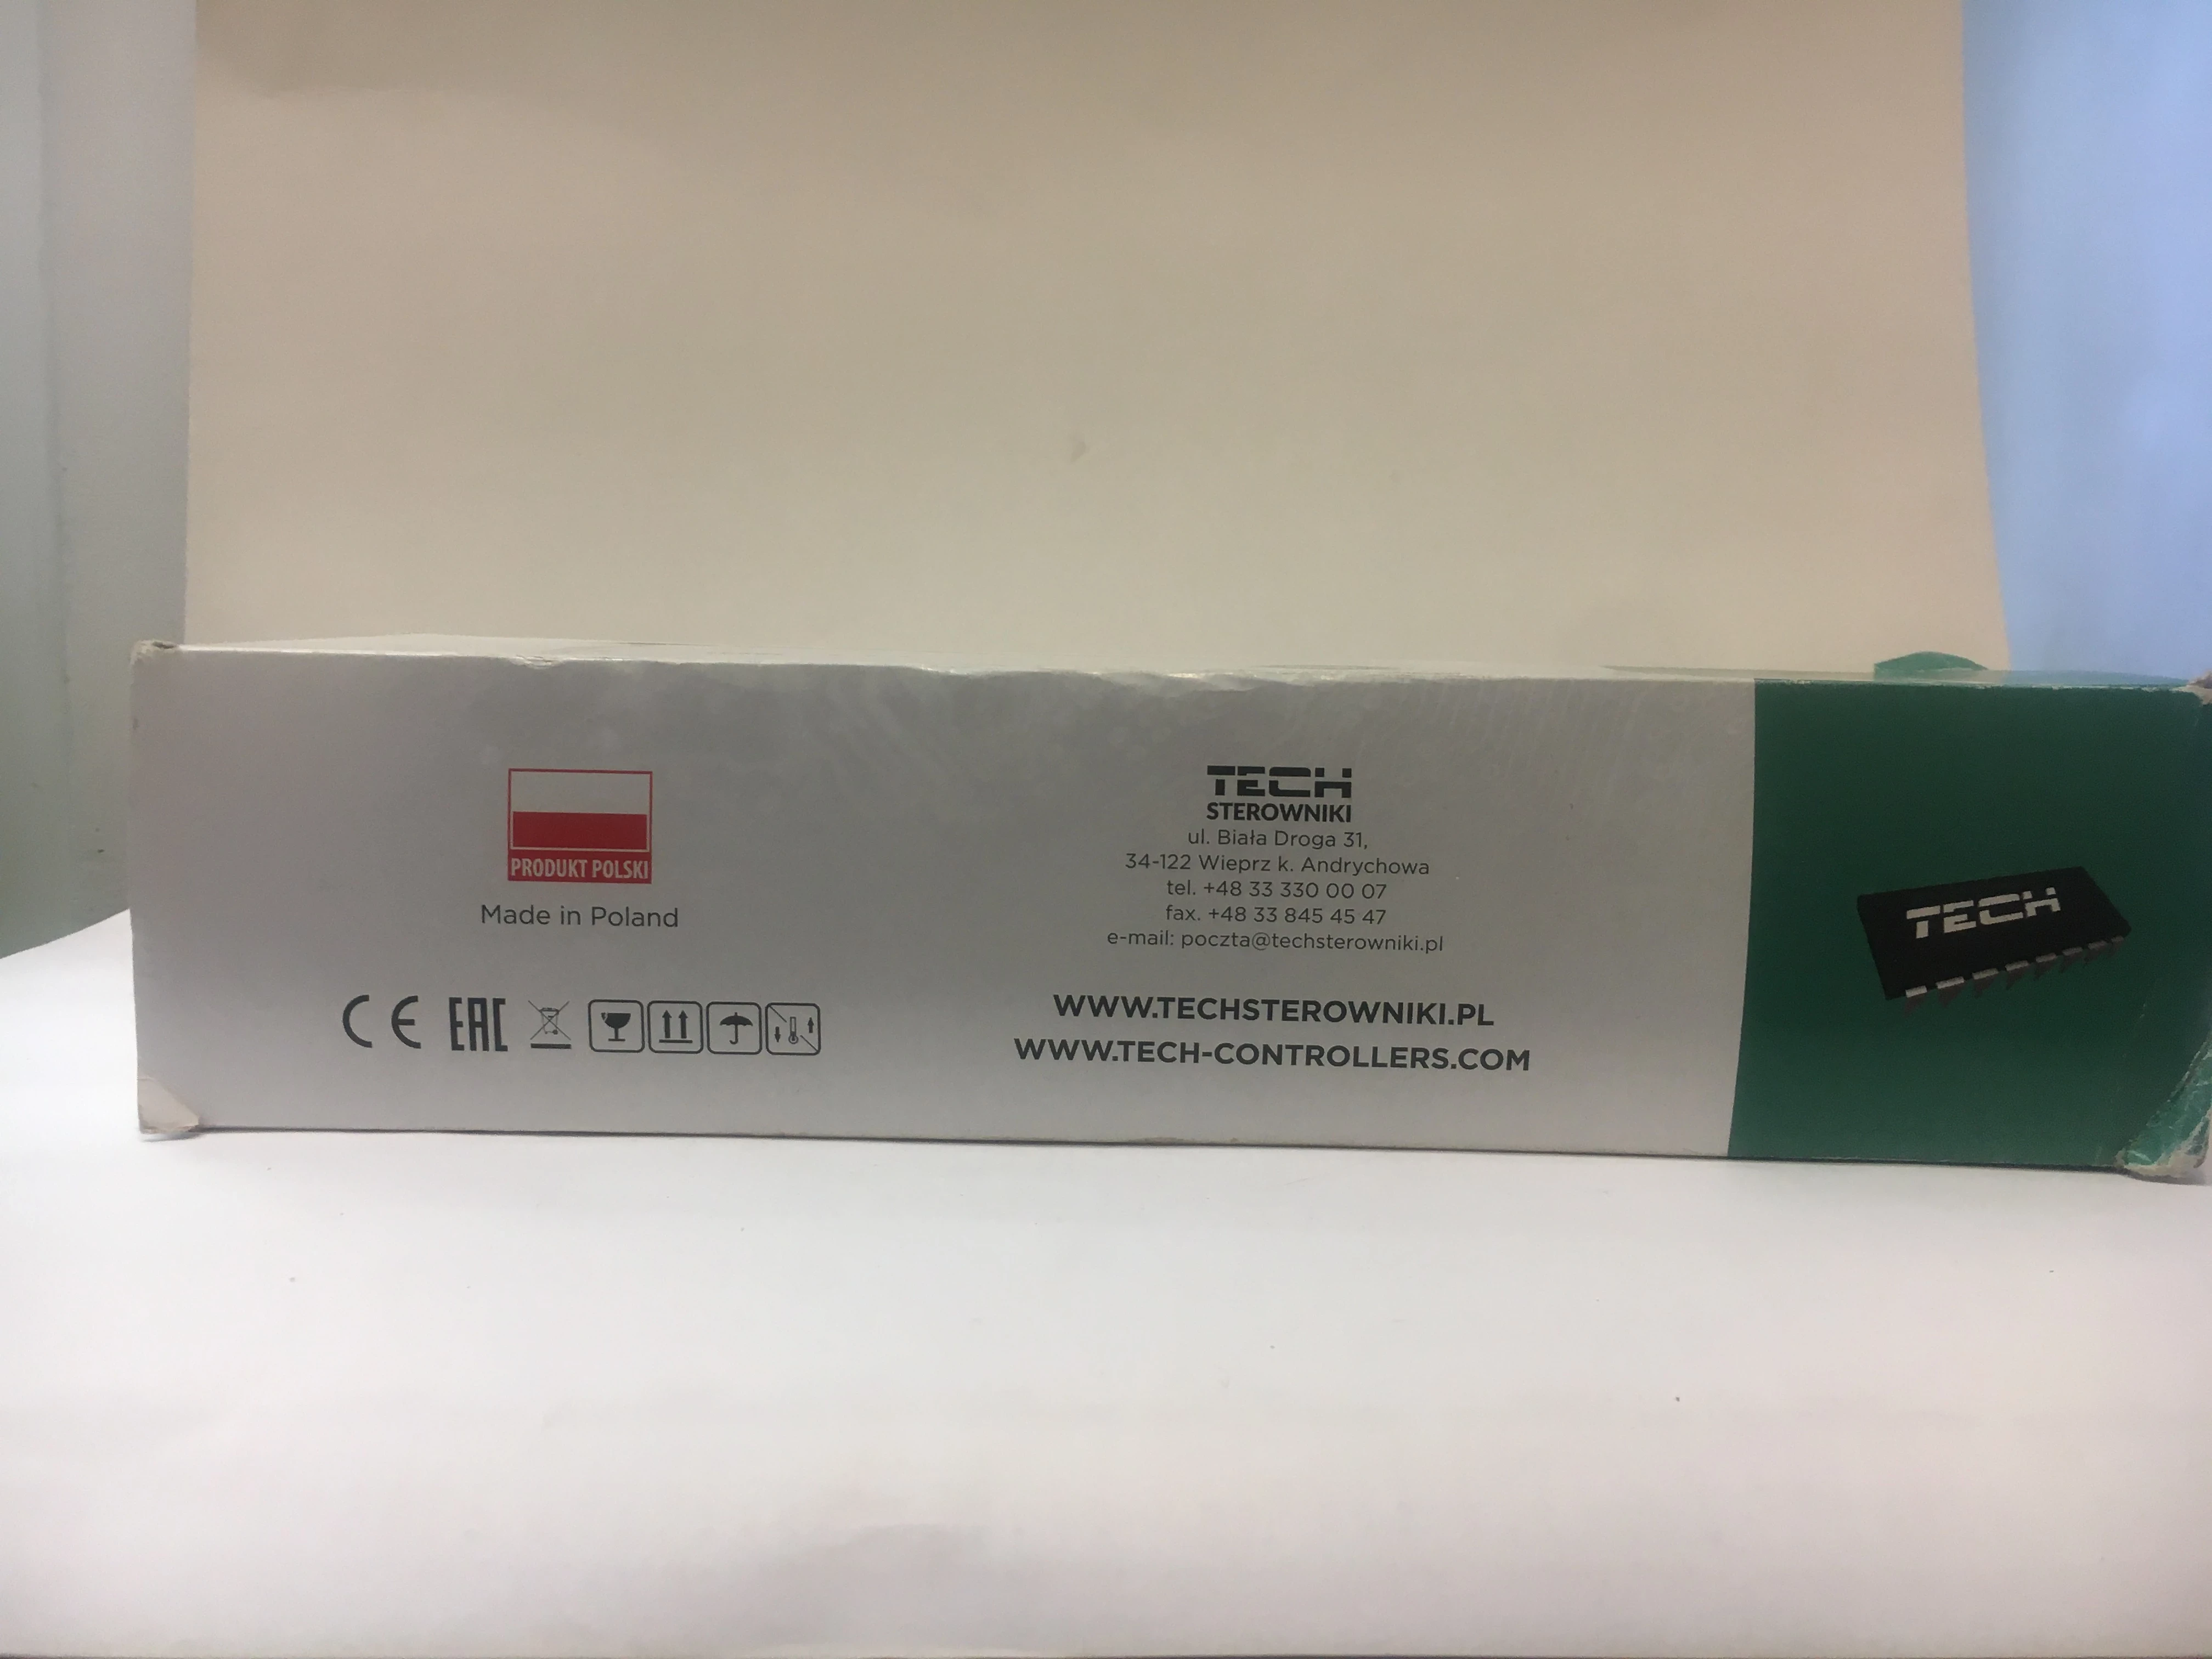 PRODUKT POLSKI
Made in Poland
CE EAC
TECH
STEROWNIKI
ul. Biała Droga 31,
34-122 Wieprz k. Andrychowa
tel. +48 33 330 00 07
fax. +48 33 845 45 47
e-mail: poczta@techsterowniki.pl
WWW.TECHSTEROWNIKI.PL
WWW.TECH-CONTROLLERS.COM
TECH